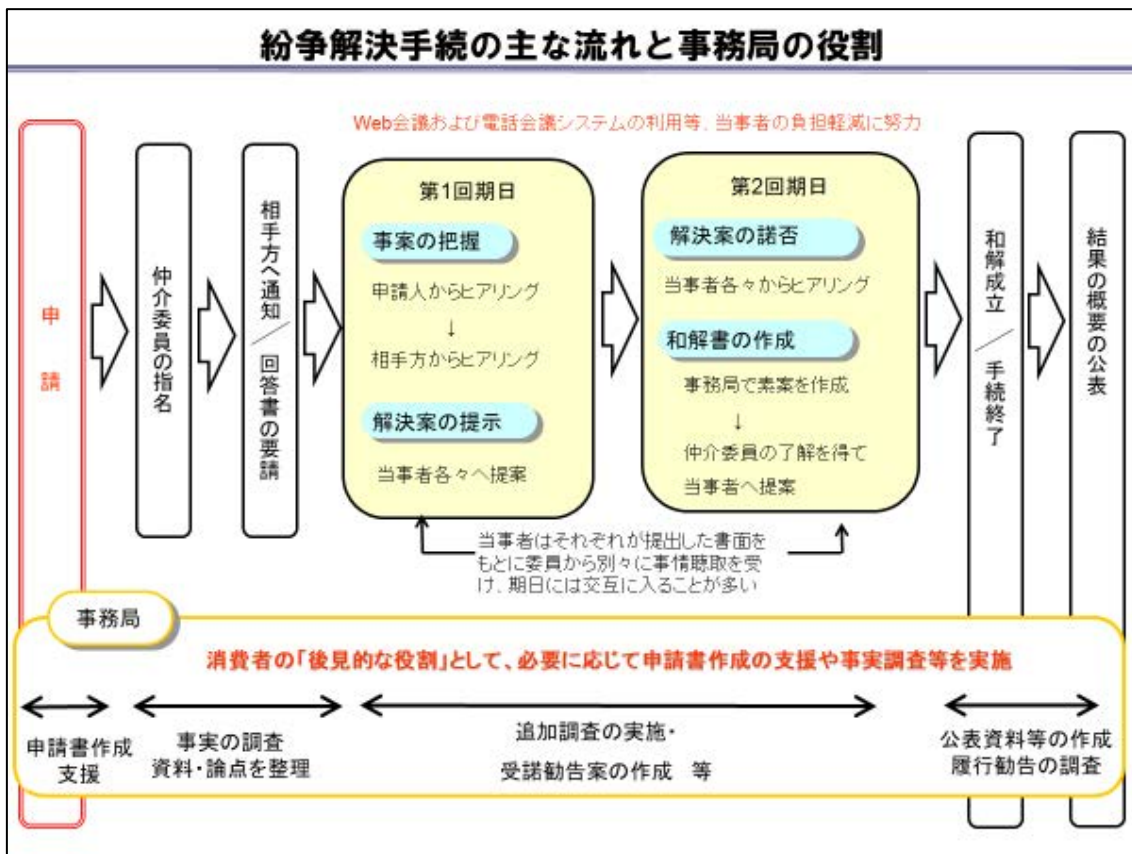 紛争解決手続の主な流れと事務局の役割
Web会議および電話会議システムの利用等、当事者の負担軽減に努力
申請
仲介委員の指名
相手方へ通知／回答書の要請
第1回期日
事案の把握
申請人からヒアリング
↓
相手方からヒアリング
解決案の提示
当事者各々へ提案
第2回期日
解決案の諾否
当事者各々からヒアリング
和解書の作成
事務局で素案を作成
↓
仲介委員の了解を得て
当事者へ提案
和解成立／手続終了
結果の概要の公表
当事者はそれぞれが提出した書面を
もとに委員から別々に事情聴取を受
け、期日には交互に入ることが多い
事務局
消費者の「後見的な役割」として、必要に応じて申請書作成の支援や事実調査等を実施
申請書作成
支援
事実の調査
資料・論点を整理
追加調査の実施・
受諾勧告案の作成 等
公表資料等の作成
履行勧告の調査